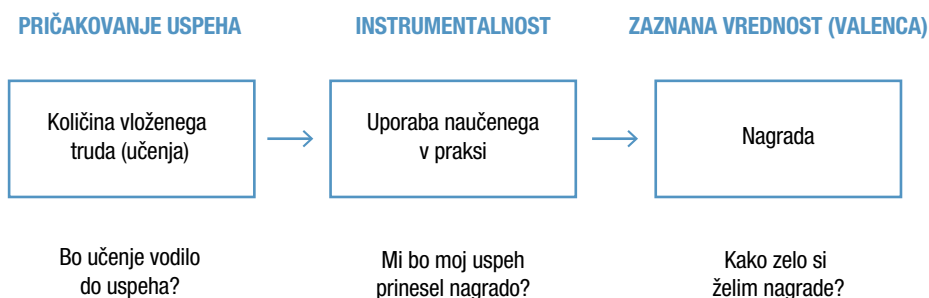 PRIČAKOVANJE USPEHA
INSTRUMENTALNOST
ZAZNANA VREDNOST (VALENCA)
Količina vloženega
truda (učenja)
Uporaba naučenega
v praksi
Nagrada
Bo učenje vodilo
do uspeha?
Mi bo moj uspeh
prinesel nagrado?
Kako zelo si
želim nagrade?